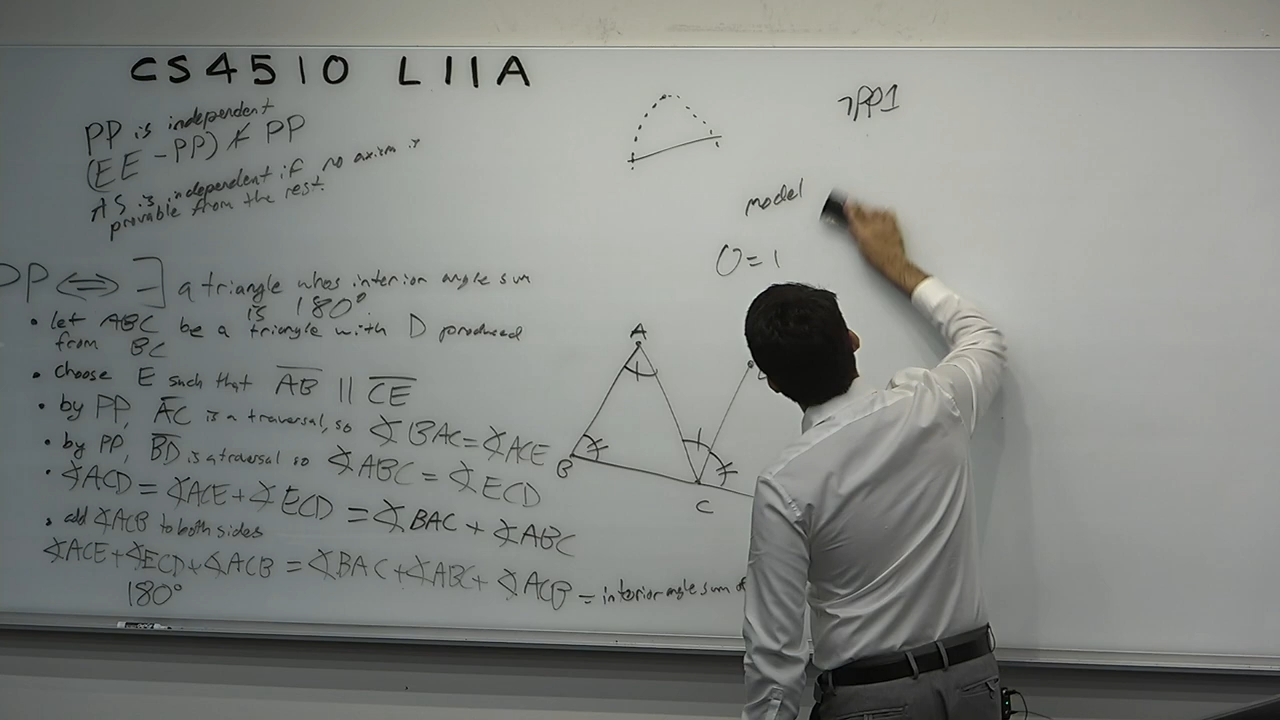 CS4510 L11A
PP is independent
(EE - PP) ⊬ PP
AS is independent if no axiom is
provable from the rest.
PP ⟺ ∃ a triangle whos interior angle sum
is 180°
• let ABC be a triangle with D produced
from BC
• choose E such that AB || CE
• by PP, AC is a traversal, so ∢BAC = ∢ACE
• by PP, BD is a traversal so ∢ABC = ∢ECD
• ∢ACD = ∢ACE + ∢ECD = ∢BAC + ∢ABC
• add ∢ACB to both sides
∢ACE + ∢ECD + ∢ACB = ∢BAC + ∢ABC + ∢ACB = interior angle sum
180°
¬PP1
model
0=1
A
B
C